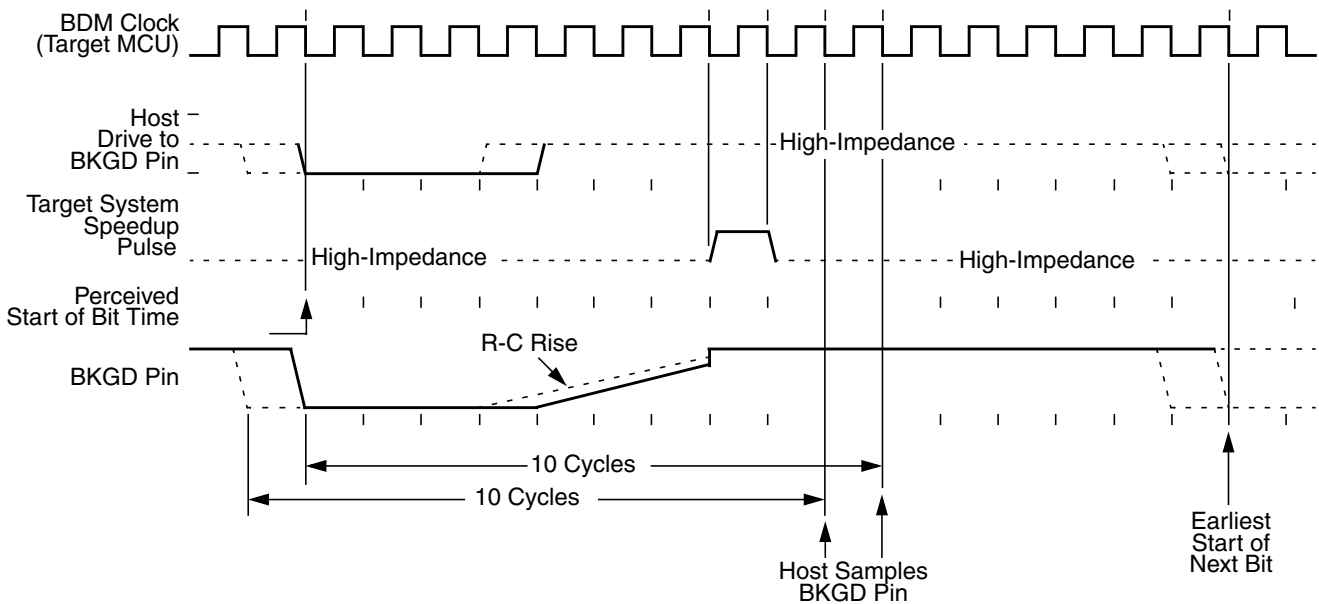 BDM Clock
(Target MCU)
Host
Drive to
BKGD Pin
High-Impedance
Target System
Speedup
Pulse
High-Impedance
High-Impedance
Perceived
Start of Bit Time
R-C Rise
BKGD Pin
10 Cycles
10 Cycles
Host Samples
BKGD Pin
Earliest
Start of
Next Bit